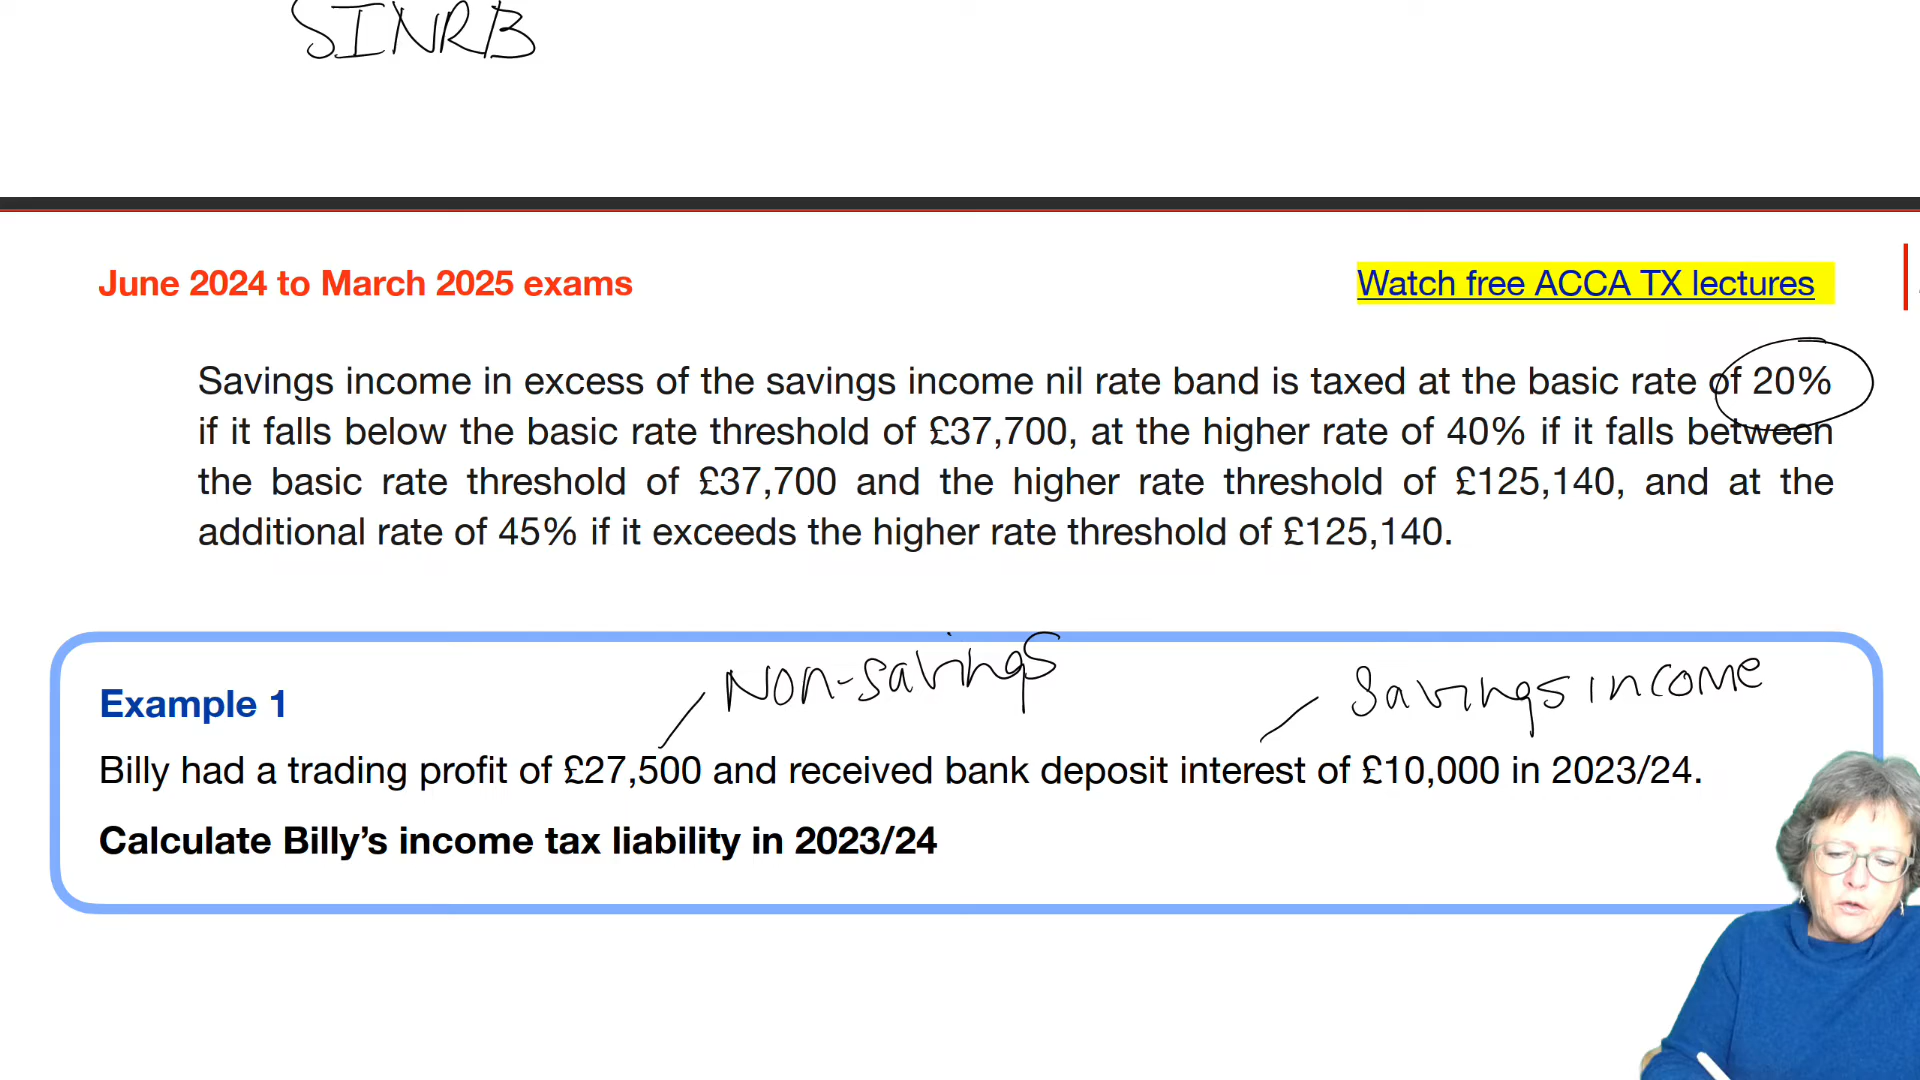 SINRB
June 2024 to March 2025 exams
Watch free ACCA TX lectures
Savings income in excess of the savings income nil rate band is taxed at the basic rate of 20%
if it falls below the basic rate threshold of £37,700, at the higher rate of 40% if it falls between
the basic rate threshold of £37,700 and the higher rate threshold of £125,140, and at the
additional rate of 45% if it exceeds the higher rate threshold of £125,140.
Non-savings
Savings income
Example 1
Billy had a trading profit of £27,500 and received bank deposit interest of £10,000 in 2023/24.
Calculate Billy’s income tax liability in 2023/24